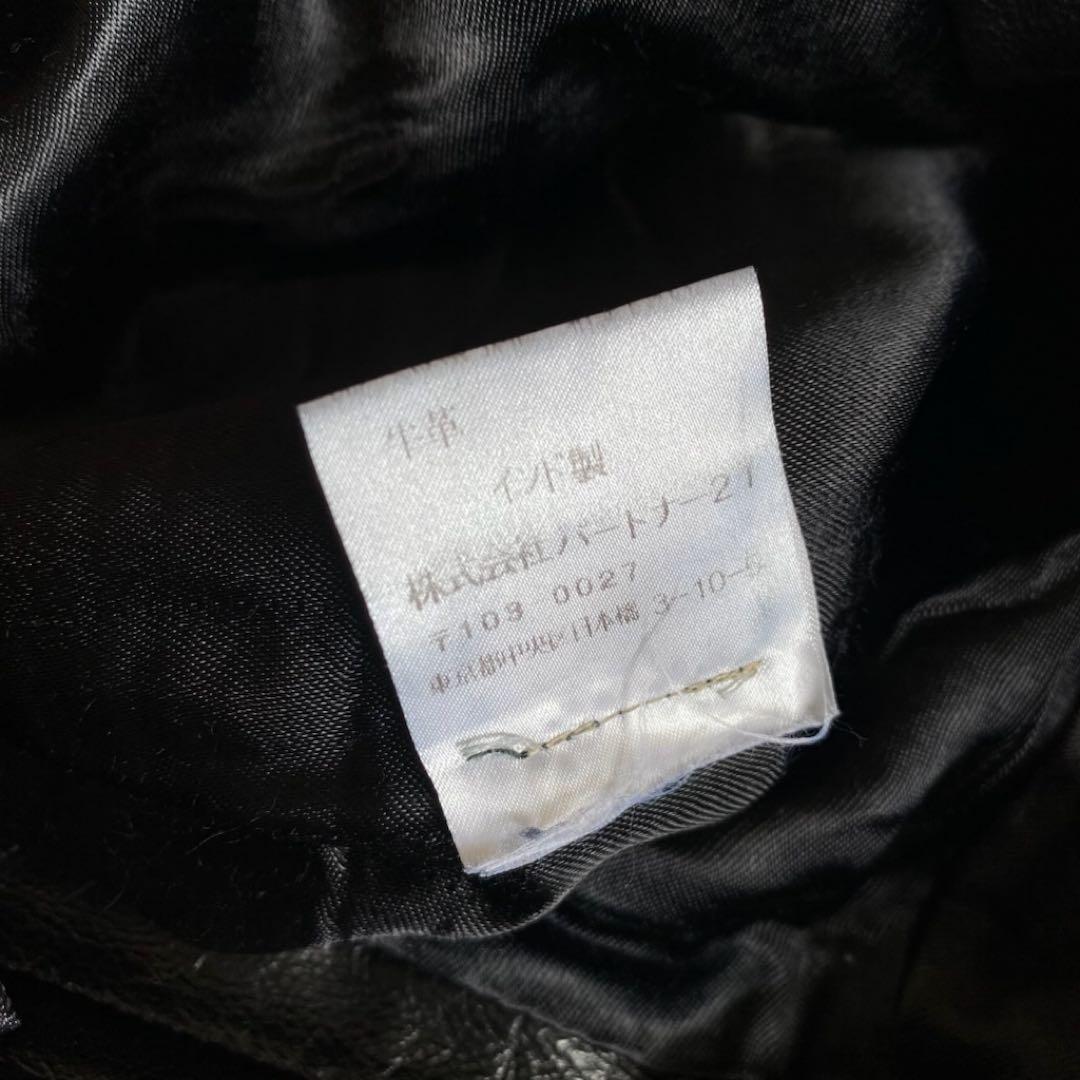 牛革
インド製
株式会社パートナー21
〒103-0027
東京都中央区日本橋 3-10-